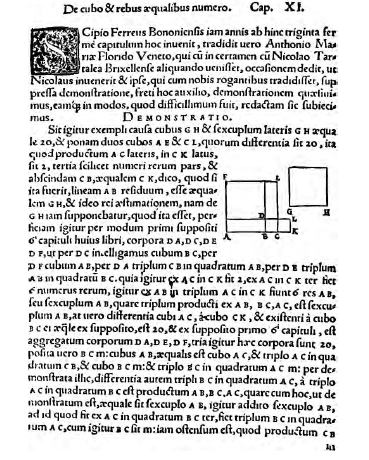 De cubo & rebus æqualibus numero. Cap. XI.
SCipio Ferreus Bononiensis iam annis ab hinc triginta fer
mé capitulum hoc inuenit, tradidit uero Anthonio Ma,
riæ Florido Veneto, qui cũ in certamen cũ Nicolao Tar,
talea Brixellense aliquando uenisset, occasionem dedit, ut
Nicolaus inuenerit & ipse, qui cum nobis rogantibus tradidisset, sup,
pressa demonstratione, freti hoc auxilio, demonstrationem quæsiui,
mus, eamq; in modos, quod difficillimum fuit, redactam sic subieci,
mus.
DEMONSTRATIO.
Sit igitur exempli causa cubus G H & sexcuplum lateris G H æqua
le 20, & ponam duos cubos A E & C L, quorum differentia sit 20, ita
quod productum A C lateris, in C K latus,
sit 2, tertia scilicet numeri rerum pars, &
abscindam C B, æqualem C K, dico, quod si
ita fuerit, lineam A B residuum, esse æqua,
lem G H, & ideo rei æstimationem, nam de
G H iam supponebatur, quod ita esset, per,
ficiam igitur per modum primi suppositi
6ⁱ capituli huius libri, corpora D A, D C, D E
D F, ut per D C intelligamus cubum B C, per
D F cubum A B, per D A triplum C B in quadratum A B, per D E triplum
A B in quadratũ B C. quia igitur ex A C in C K fit 2, ex A C in C K ter fiet
6 numerus rerum, igitur ex A B in triplum A C in C K fiunt 6 res A B,
seu sexcuplum A B, quare triplum producti ex A B, B C, A C, est sexcu,
plum A B, at uero differentia cubi A C, à cubo C K, & existenti à cubo
B C ei æq̃le ex supposito, est 20, & ex supposito primo 6ⁱ capituli, est
aggregatum corporum D A, D E, D F, tria igitur hæc corpora sunt 20,
posita uero B C m: cubus A B, æqualis est cubo A C, & triplo A C in qua
dratum C B, & cubo B C m: & triplo B C in quadratum A C m: per de,
monstrata illic, differentia autem tripli B C in quadratum A C, à triplo
A C in quadratum B C est productum A B, B C, A C, quare cum hoc, ut de
monstratum est, æquale sit sexcuplo A B, igitur addito sexcuplo A B,
ad id quod fit ex A C in quadratum B C ter, fiet triplum B C in quadra,
tum A C, cum igitur B C sit m: iam ostensum est, quod productum C B
F
E
D
L
K
A
B
C
G
H